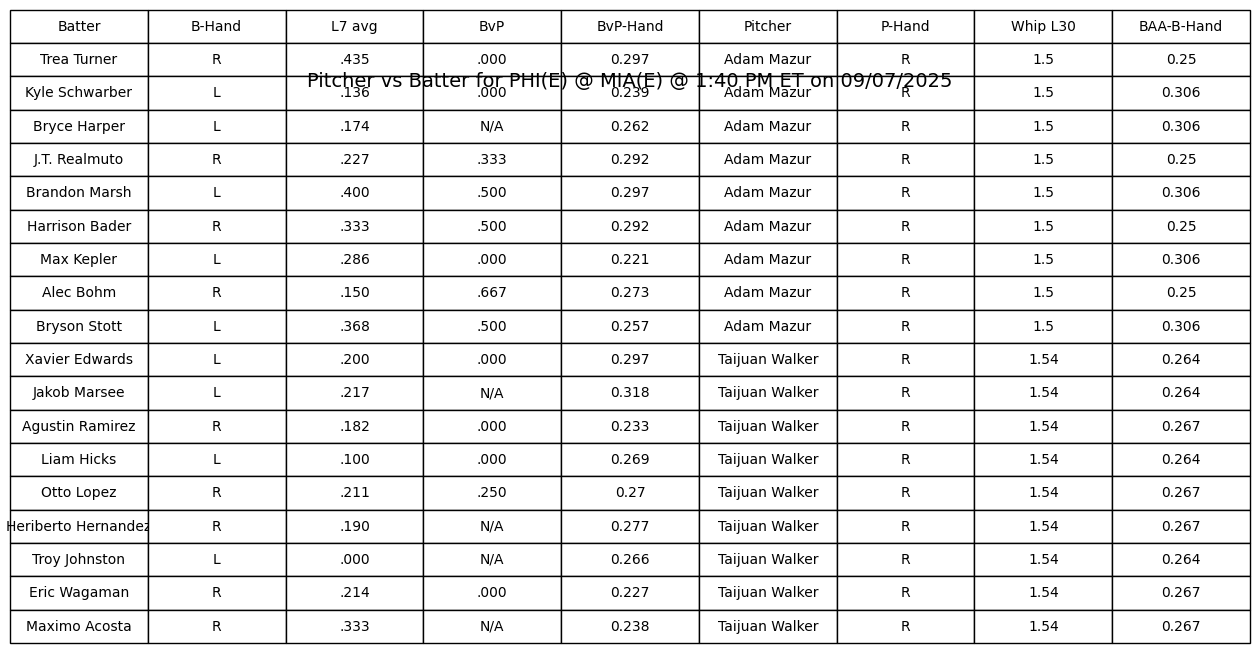 Batter B-Hand L7 avg BvP BvP-Hand Pitcher P-Hand Whip L30 BAA-B-Hand
Trea Turner R .435 .000 0.297 Adam Mazur R 1.5 0.25
Pitcher vs Batter for PHI(E) @ MIA(E) @ 1:40 PM ET on 09/07/2025
Kyle Schwarber L .136 .000 0.239 Adam Mazur R 1.5 0.306
Bryce Harper L .174 N/A 0.262 Adam Mazur R 1.5 0.306
J.T. Realmuto R .227 .333 0.292 Adam Mazur R 1.5 0.25
Brandon Marsh L .400 .500 0.297 Adam Mazur R 1.5 0.306
Harrison Bader R .333 .500 0.292 Adam Mazur R 1.5 0.25
Max Kepler L .286 .000 0.221 Adam Mazur R 1.5 0.306
Alec Bohm R .150 .667 0.273 Adam Mazur R 1.5 0.25
Bryson Stott L .368 .500 0.257 Adam Mazur R 1.5 0.306
Xavier Edwards L .200 .000 0.297 Taijuan Walker R 1.54 0.264
Jakob Marsee L .217 N/A 0.318 Taijuan Walker R 1.54 0.264
Agustin Ramirez R .182 .000 0.233 Taijuan Walker R 1.54 0.267
Liam Hicks L .100 .000 0.269 Taijuan Walker R 1.54 0.264
Otto Lopez R .211 .250 0.27 Taijuan Walker R 1.54 0.267
Heriberto Hernandez R .190 N/A 0.277 Taijuan Walker R 1.54 0.267
Troy Johnston L .000 N/A 0.266 Taijuan Walker R 1.54 0.264
Eric Wagaman R .214 .000 0.227 Taijuan Walker R 1.54 0.267
Maximo Acosta R .333 N/A 0.238 Taijuan Walker R 1.54 0.267